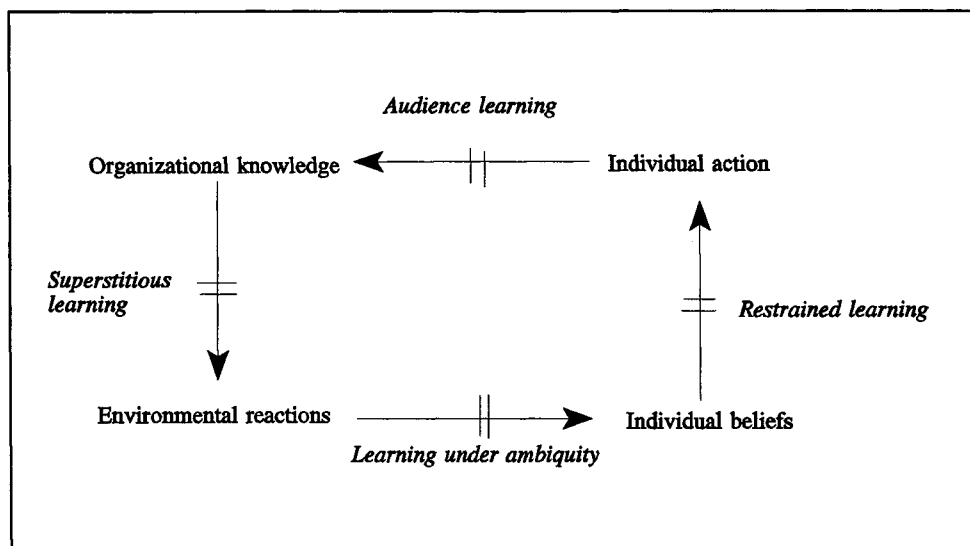 Audience learning
Organizational knowledge
Individual action
Superstitious
learning
Restrained learning
Environmental reactions
Individual beliefs
Learning under ambiquity